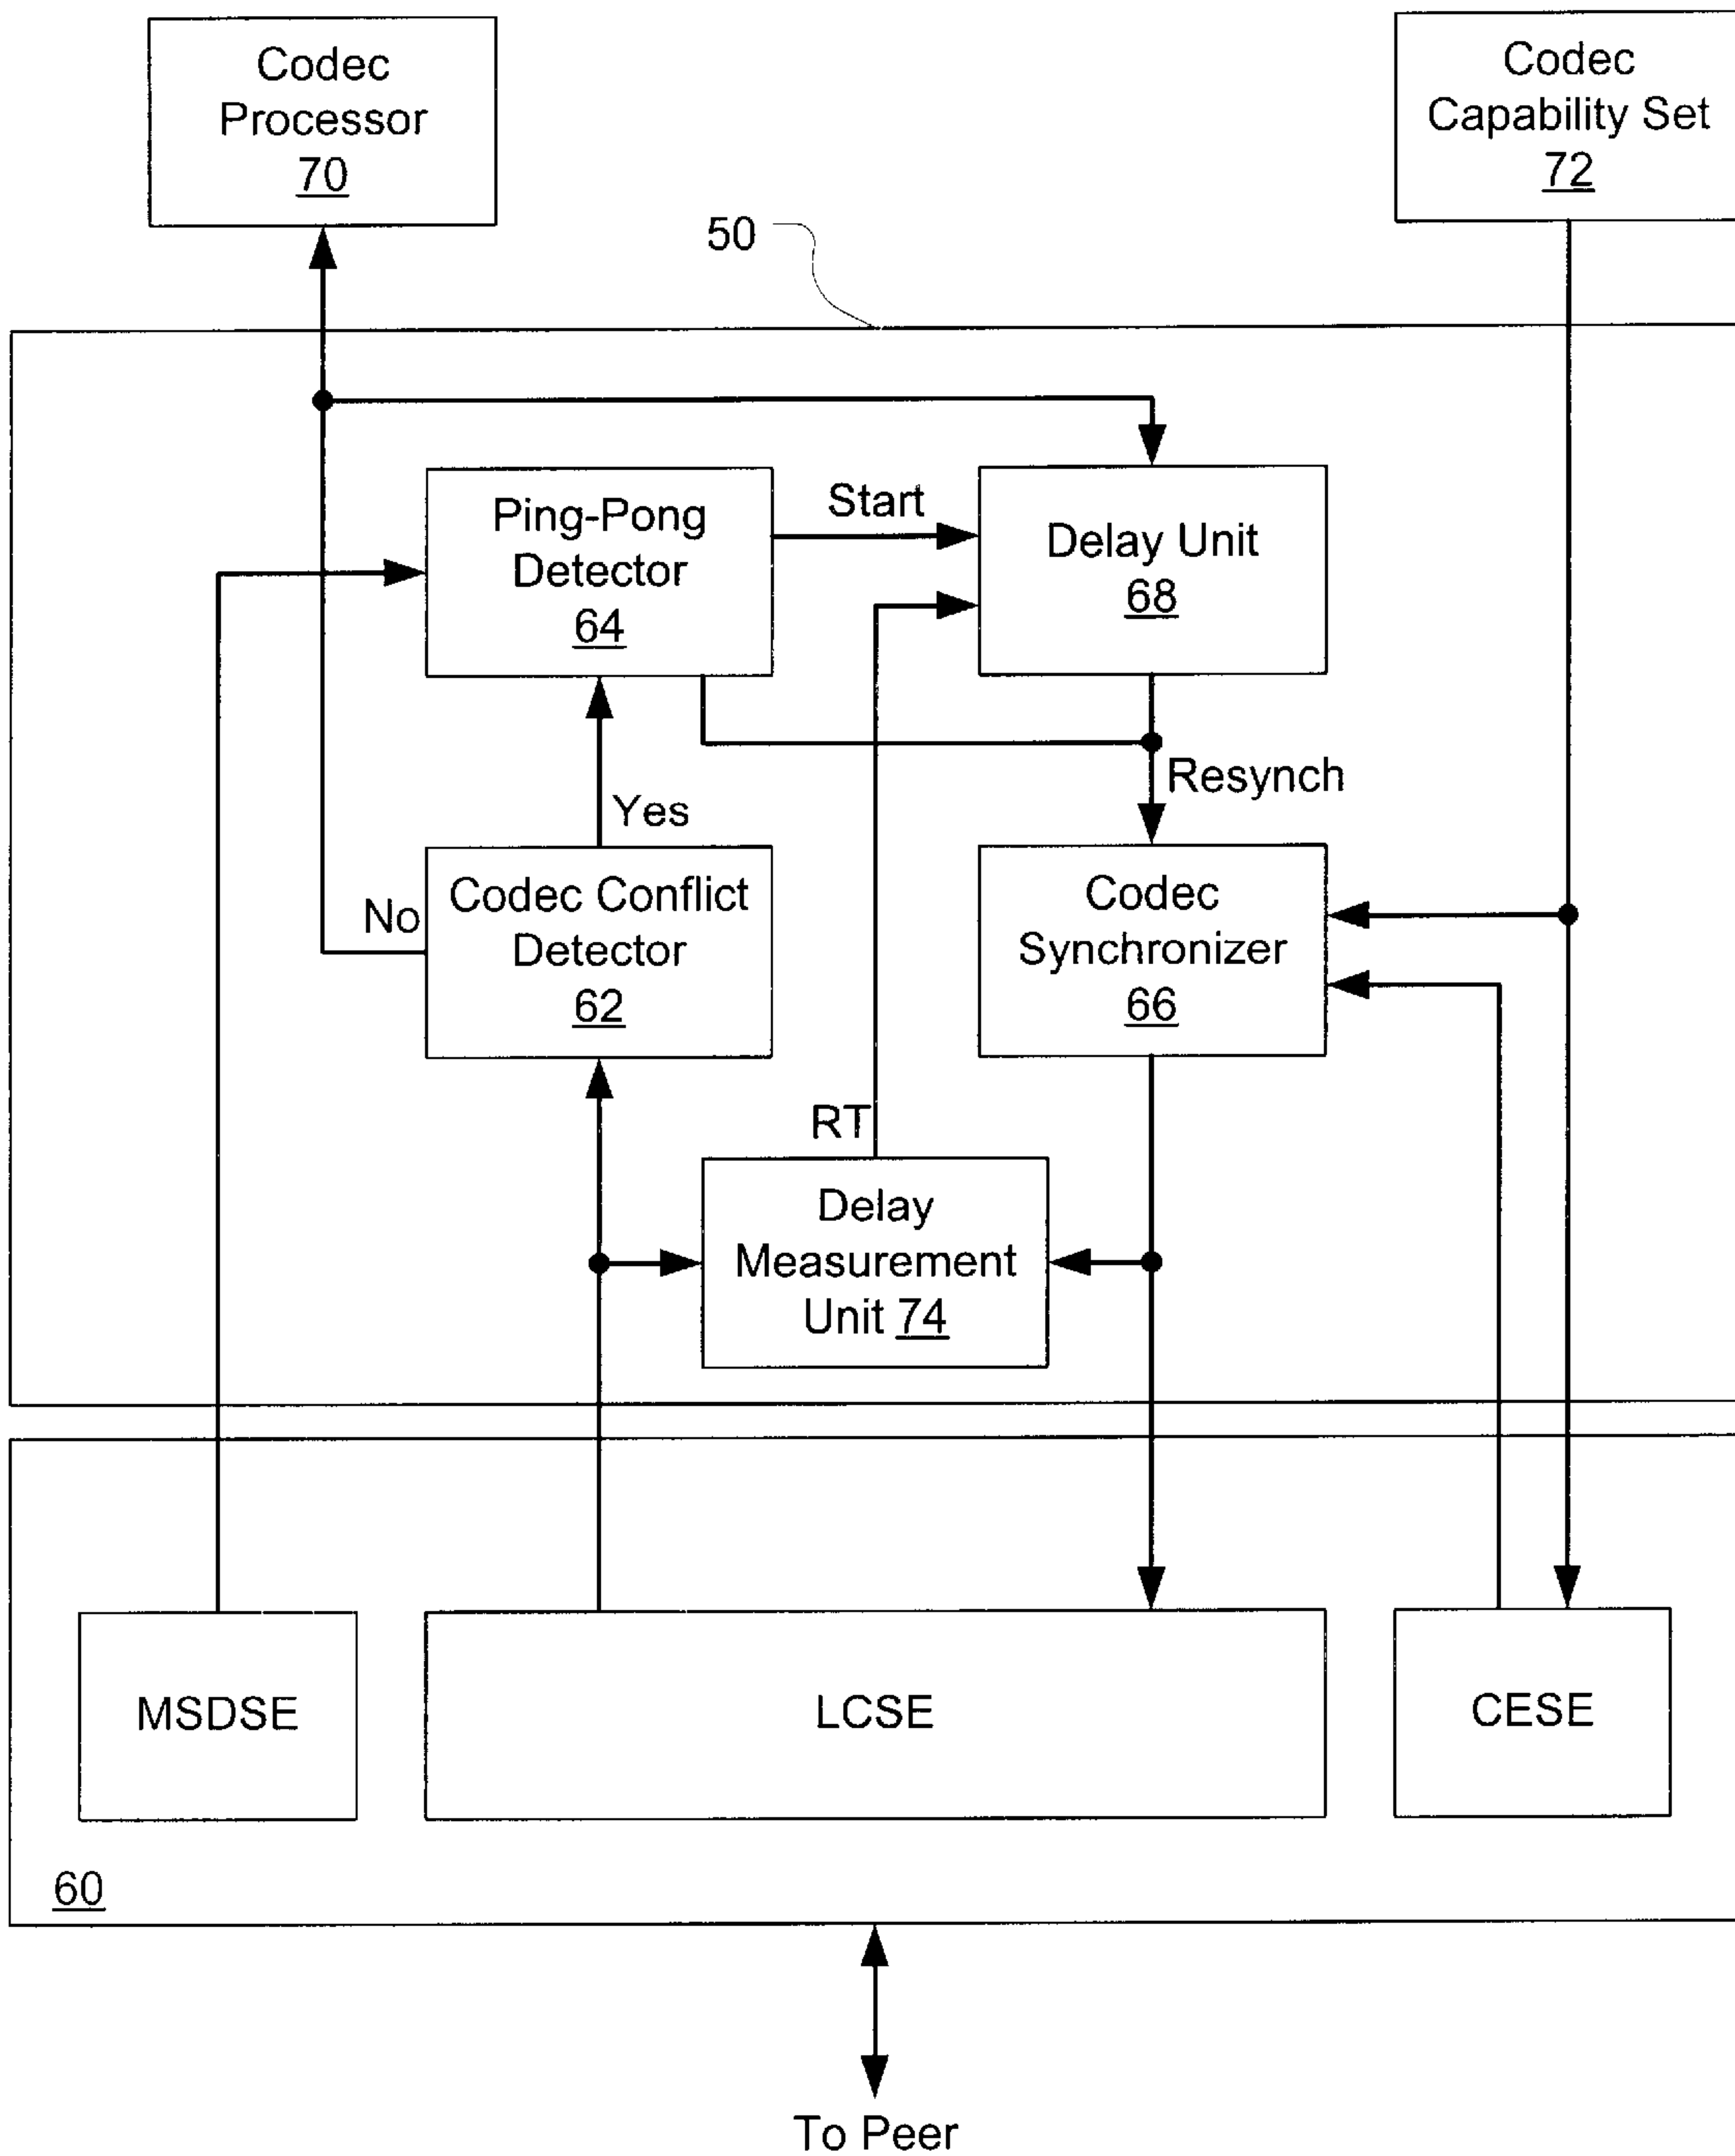 Codec
Processor
70
Codec
Capability Set
72
50
Ping-Pong
Detector
64
Start
Delay Unit
68
Resynch
Yes
No
Codec Conflict
Detector
62
Codec
Synchronizer
66
RT
Delay
Measurement
Unit 74
MSDSE
LCSE
CESE
60
To Peer